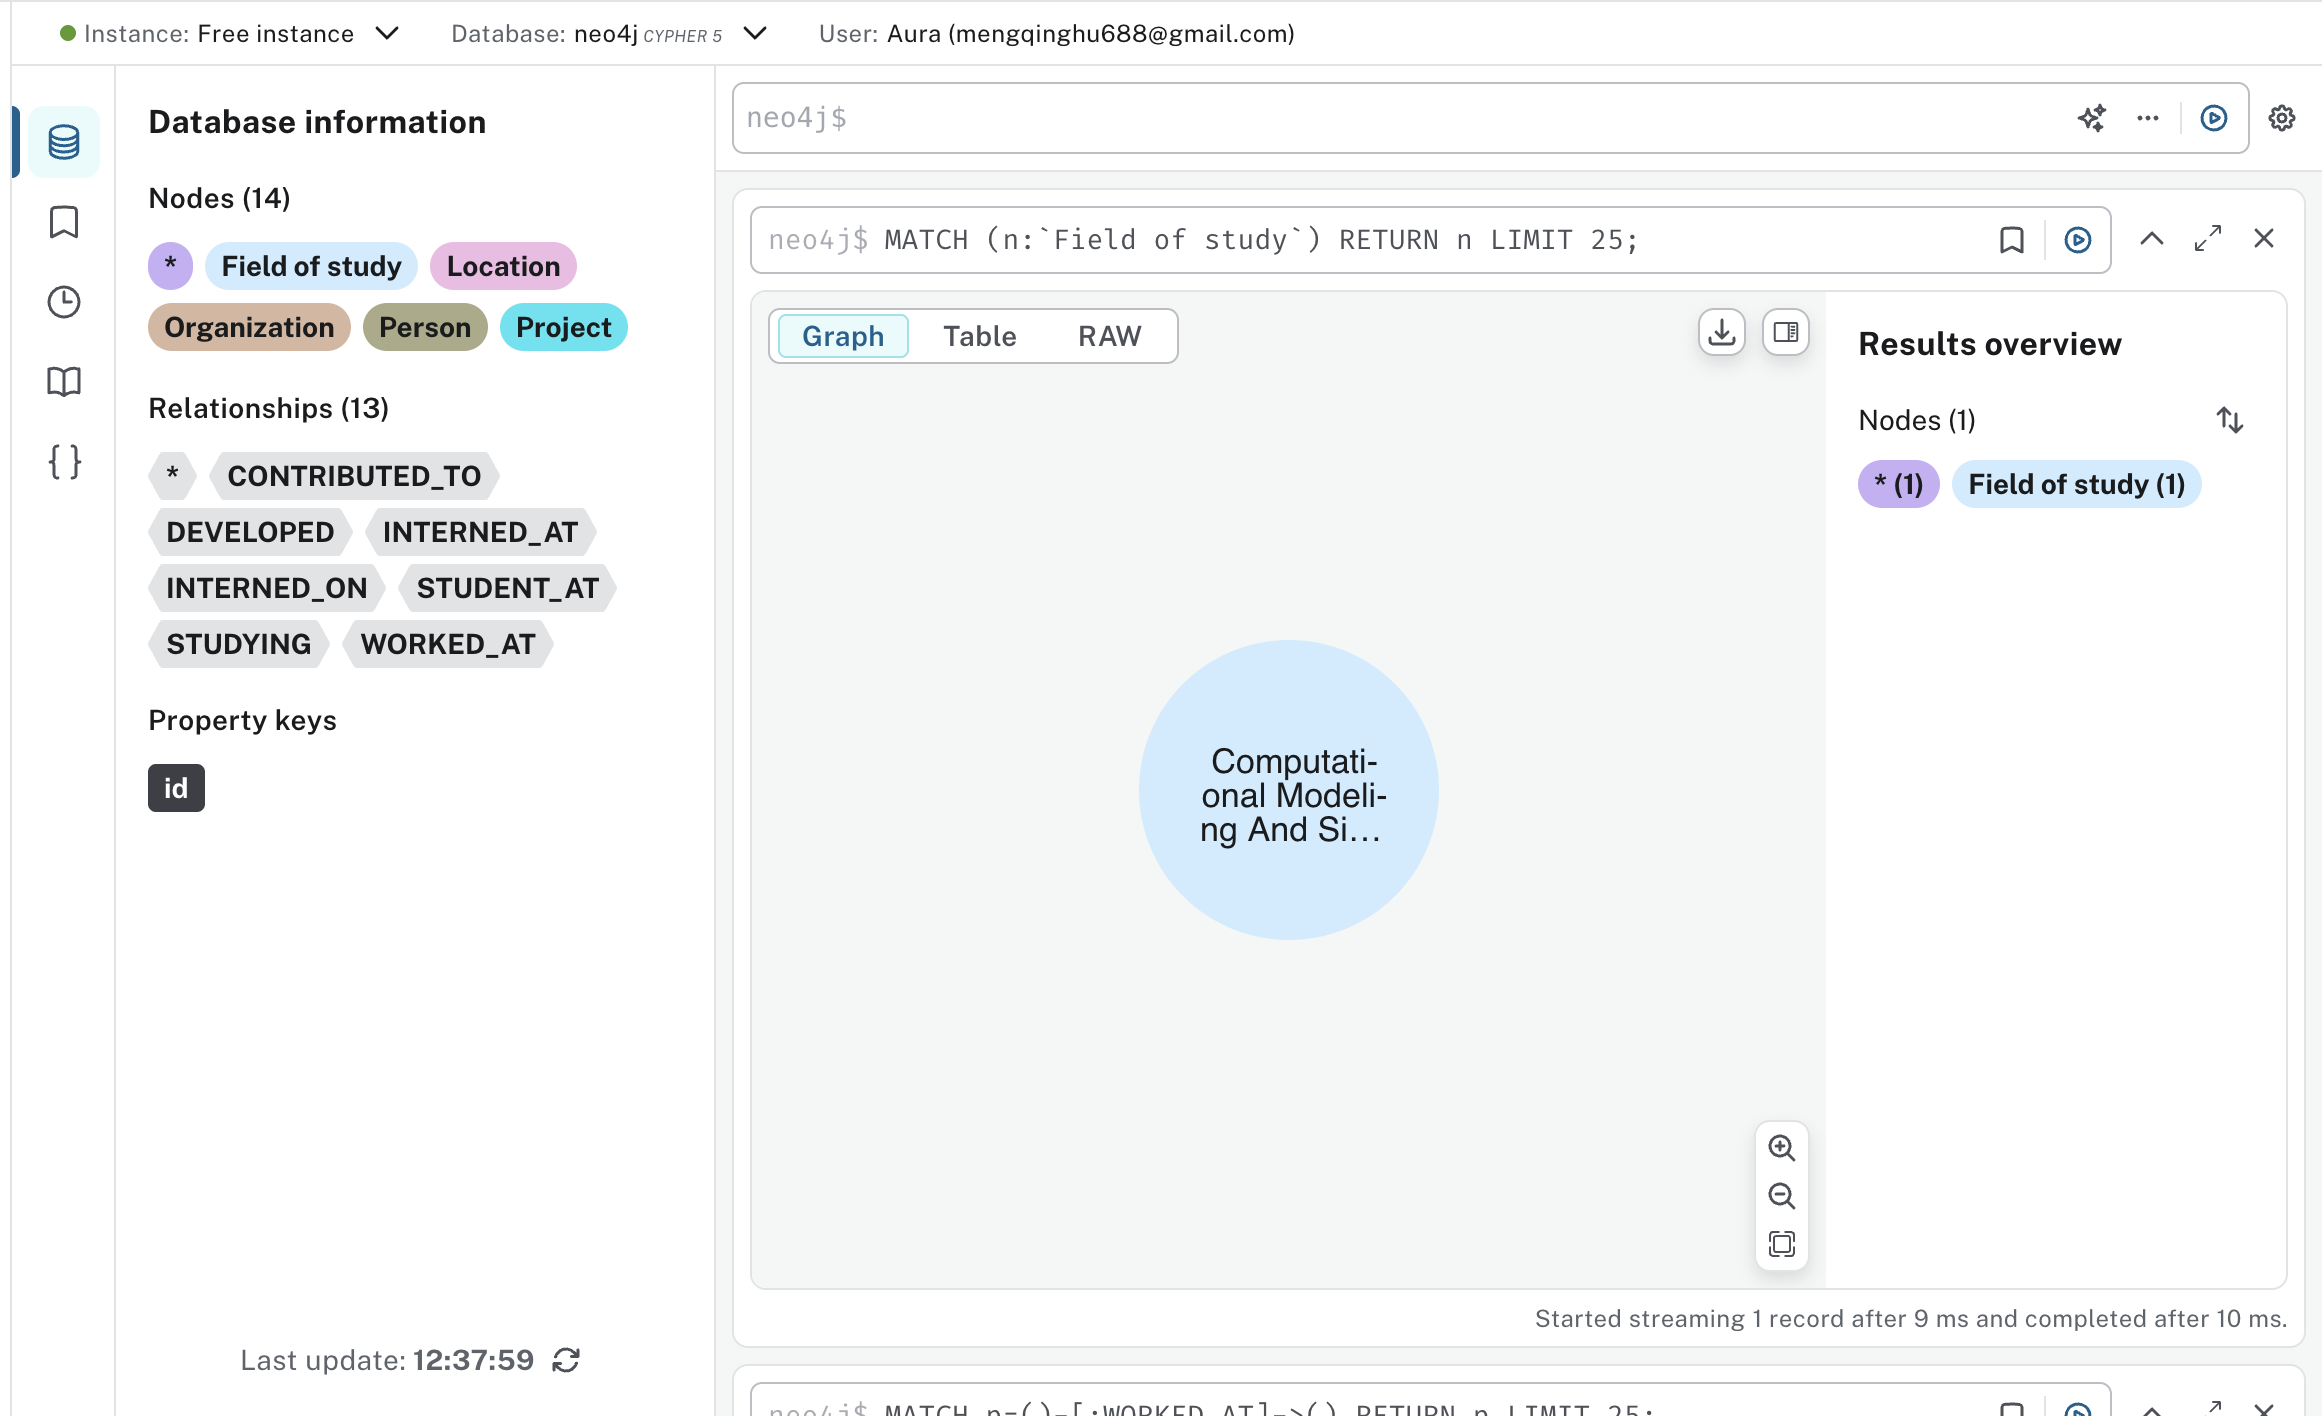 Instance: Free instance Database: neo4j CYPHER 5 User: Aura (mengqinghu688@gmail.com)
Database information
Nodes (14)
* Field of study Location
Organization Person Project
Relationships (13)
* CONTRIBUTED_TO
DEVELOPED INTERNED_AT
INTERNED_ON STUDENT_AT
STUDYING WORKED_AT
Property keys
id
Last update: 12:37:59
neo4j$
neo4j$ MATCH (n:`Field of study`) RETURN n LIMIT 25;
Graph Table RAW
Computati-
onal Modeli-
ng And Si...
Results overview
Nodes (1)
* (1) Field of study (1)
Started streaming 1 record after 9 ms and completed after 10 ms.
neo4j$ MATCH p=()-[:WORKED_AT]->() RETURN p LIMIT 25;